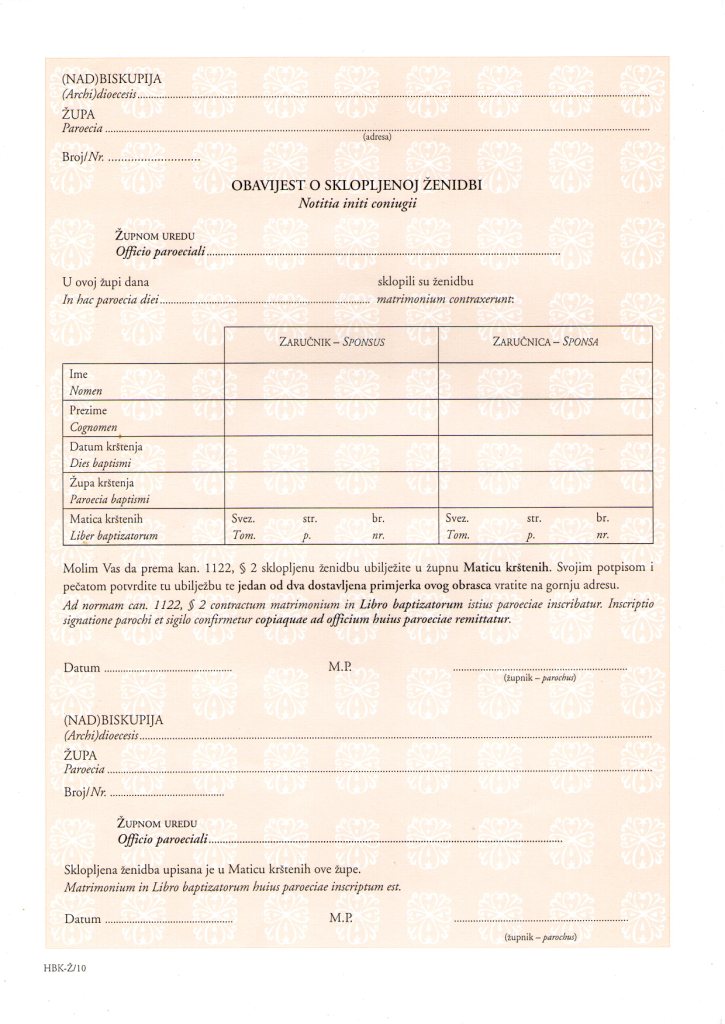 (NAD)BISKUPIJA
(Archi)dioecesis
ŽUPA
Paroecia
(adresa)
Broj/Nr.
OBAVIJEST O SKLOPLJENOJ ŽENIDBI
Notitia initi coniugii
ŽUPNOM UREDU
Officio paroeciali
U ovoj župi dana sklopili su ženidbu
In hac paroecia diei matrimonium contraxerunt:
ZARUČNIK – SPONSUS ZARUČNICA – SPONSA
Ime
Nomen
Prezime
Cognomen
Datum krštenja
Dies baptismi
Župa krštenja
Paroecia baptismi
Matica krštenih Svez. str. br. Svez. str. br.
Liber baptizatorum Tom. p. nr. Tom. p. nr.
Molim Vas da prema kan. 1122, § 2 sklopljenu ženidbu ubilježite u župnu Maticu krštenih. Svojim potpisom i
pečatom potvrdite tu ubilježbu te jedan od dva dostavljena primjerka ovog obrasca vratite na gornju adresu.
Ad normam can. 1122, § 2 contractum matrimonium in Libro baptizatorum istius paroeciae inscribatur. Inscriptio
signatione parochi et sigilo confirmetur copiaquae ad officium huius paroeciae remittatur.
Datum M.P.
(župnik – parochus)
(NAD)BISKUPIJA
(Archi)dioecesis
ŽUPA
Paroecia
Broj/Nr.
ŽUPNOM UREDU
Officio paroeciali
Sklopljena ženidba upisana je u Maticu krštenih ove župe.
Matrimonium in Libro baptizatorum huius paroeciae inscriptum est.
Datum M.P.
(župnik – parochus)
HBK-Ž/10